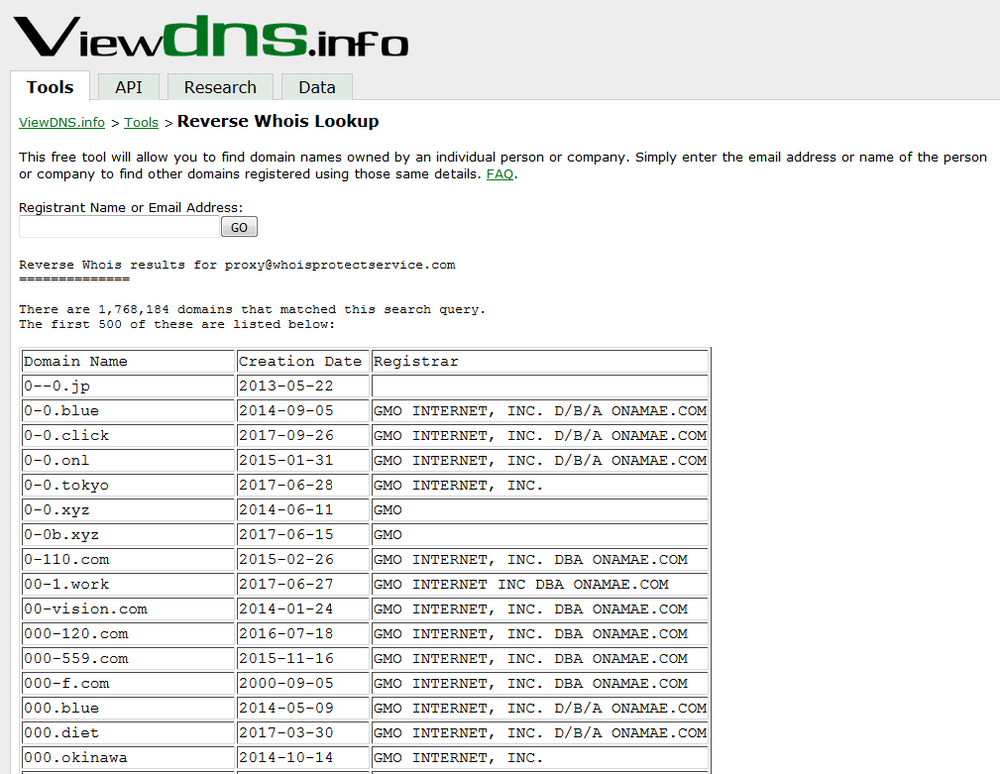 Viewdns.info
Tools API Research Data
ViewDNS.info > Tools > Reverse Whois Lookup
This free tool will allow you to find domain names owned by an individual person or company. Simply enter the email address or name of the person
or company to find other domains registered using those same details. FAQ.
Registrant Name or Email Address:
GO
Reverse Whois results for proxy@whoisprotectservice.com
==============
There are 1,768,184 domains that matched this search query.
The first 500 of these are listed below:
Domain Name Creation Date Registrar
0--0.jp 2013-05-22
0-0.blue 2014-09-05 GMO INTERNET, INC. D/B/A ONAMAE.COM
0-0.click 2017-09-26 GMO INTERNET, INC. D/B/A ONAMAE.COM
0-0.onl 2015-01-31 GMO INTERNET, INC. D/B/A ONAMAE.COM
0-0.tokyo 2017-06-28 GMO INTERNET, INC.
0-0.xyz 2014-06-11 GMO
0-0b.xyz 2017-06-15 GMO
0-110.com 2015-02-26 GMO INTERNET, INC. DBA ONAMAE.COM
00-1.work 2017-06-27 GMO INTERNET INC DBA ONAMAE.COM
00-vision.com 2014-01-24 GMO INTERNET, INC. DBA ONAMAE.COM
000-120.com 2016-07-18 GMO INTERNET, INC. DBA ONAMAE.COM
000-559.com 2015-11-16 GMO INTERNET, INC. DBA ONAMAE.COM
000-f.com 2000-09-05 GMO INTERNET, INC. DBA ONAMAE.COM
000.blue 2014-05-09 GMO INTERNET, INC. D/B/A ONAMAE.COM
000.diet 2017-03-30 GMO INTERNET, INC. D/B/A ONAMAE.COM
000.okinawa 2014-10-14 GMO INTERNET, INC.